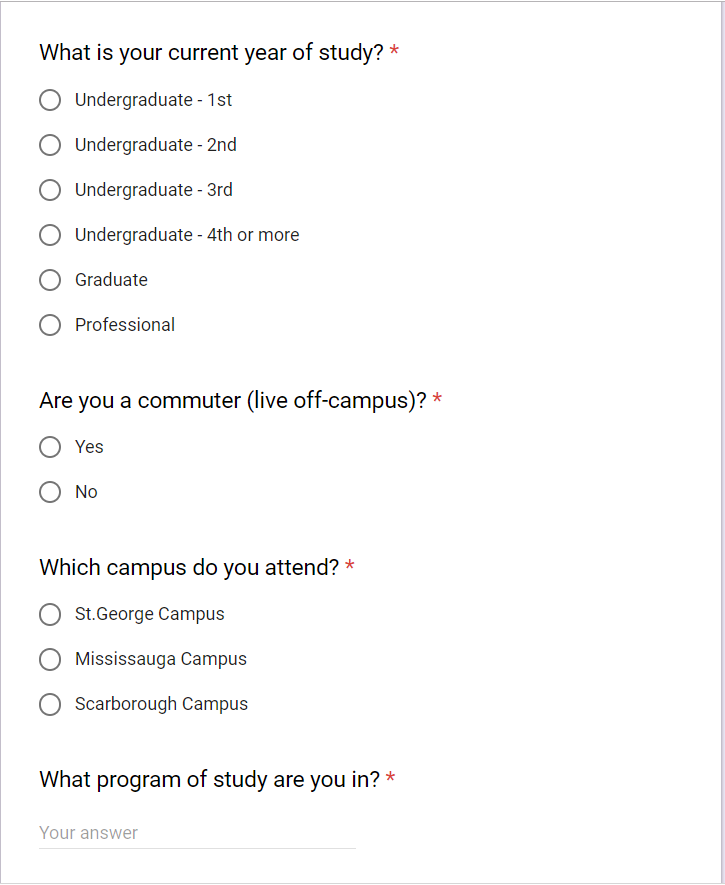 What is your current year of study? *
Undergraduate - 1st
Undergraduate - 2nd
Undergraduate - 3rd
Undergraduate - 4th or more
Graduate
Professional
Are you a commuter (live off-campus)? *
Yes
No
Which campus do you attend? *
St.George Campus
Mississauga Campus
Scarborough Campus
What program of study are you in? *
Your answer